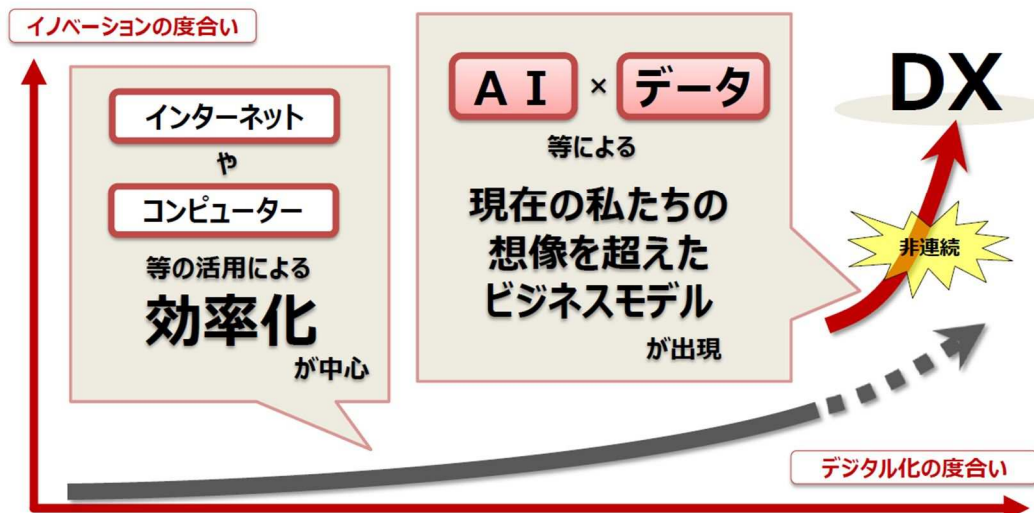 イノベーションの度合い
インターネット
や
コンピューター
等の活用による
効率化
が中心
AI × データ
等による
現在の私たちの
想像を超えた
ビジネスモデル
が出現
DX
非連続
デジタル化の度合い